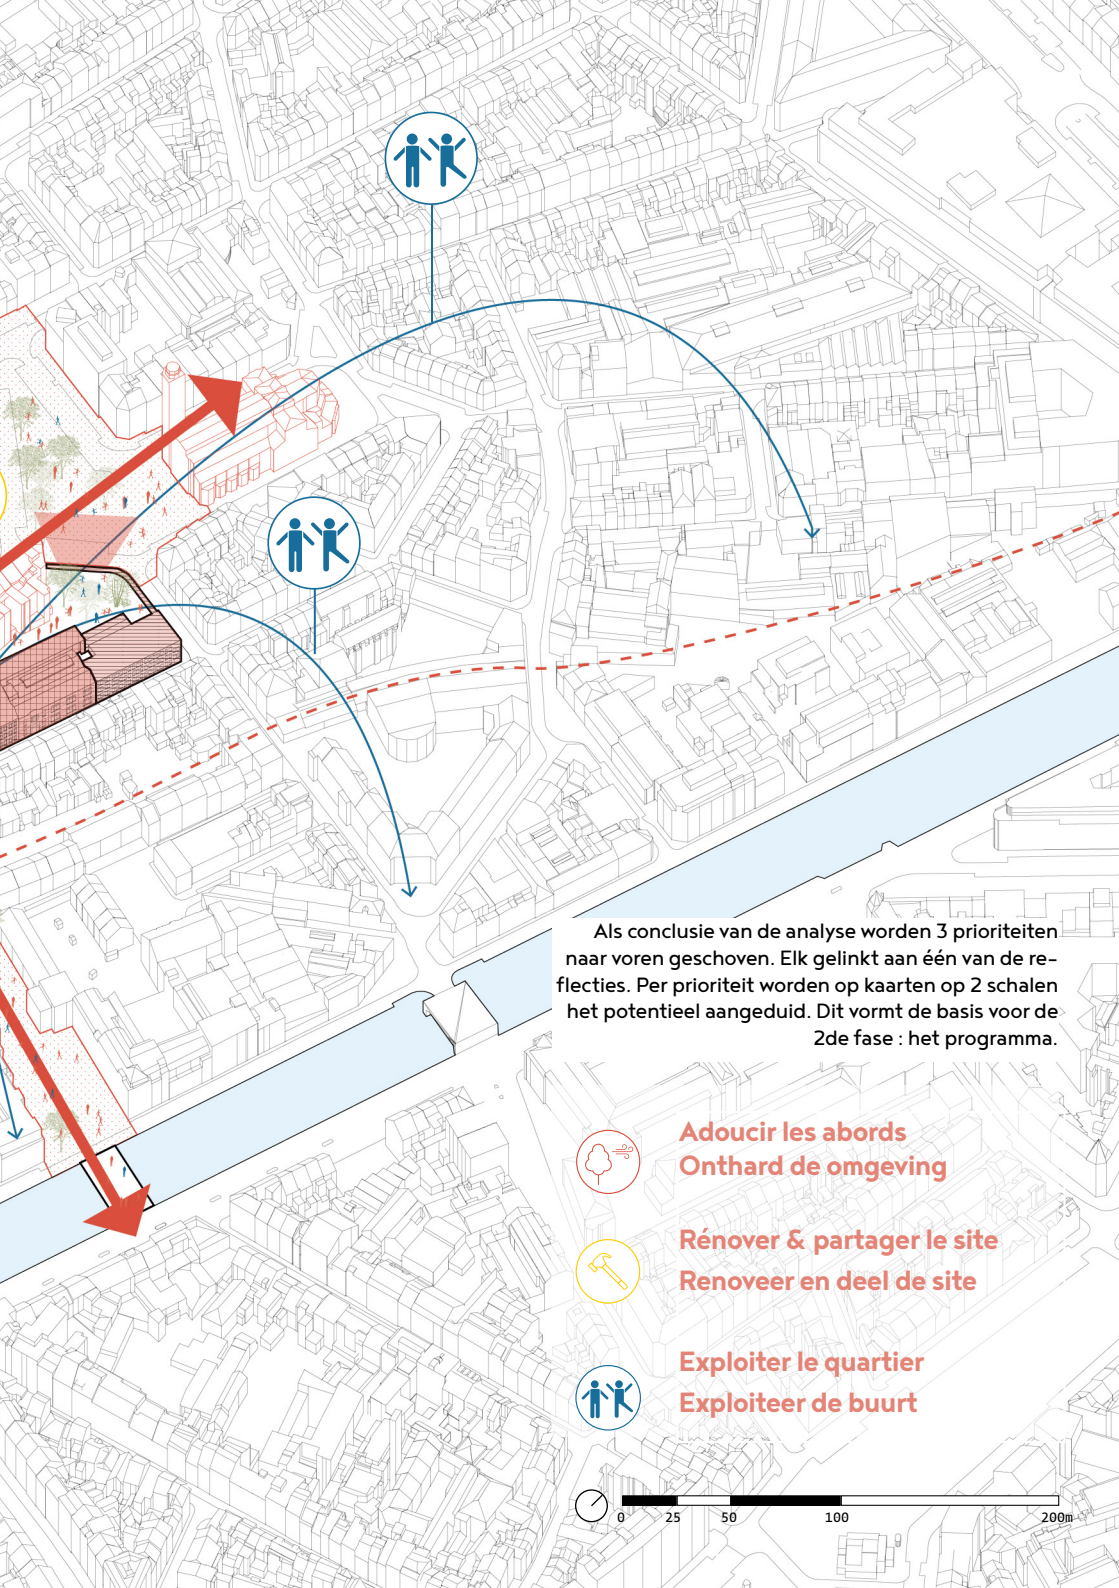 Als conclusie van de analyse worden 3 prioriteiten
naar voren geschoven. Elk gelinkt aan één van de re-
flecties. Per prioriteit worden op kaarten op 2 schalen
het potentieel aangeduid. Dit vormt de basis voor de
2de fase : het programma.
Adoucir les abords
Onthard de omgeving
Rénover & partager le site
Renoveer en deel de site
Exploiter le quartier
Exploiteer de buurt
0 25 50 100 200m